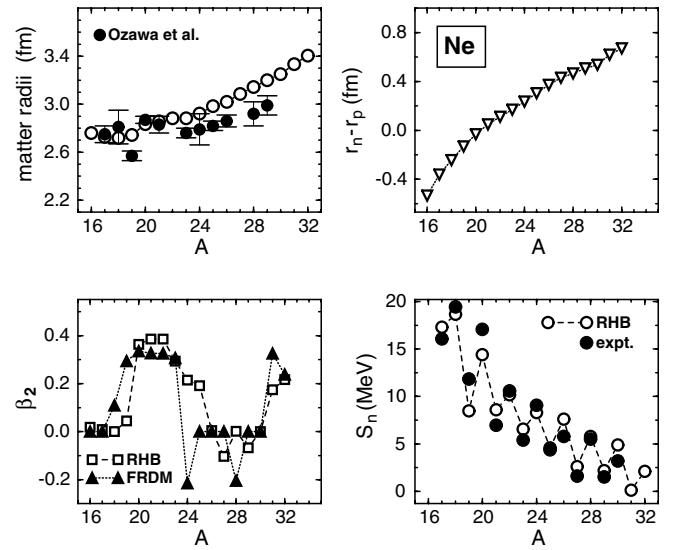 Ozawa et al.
matter radii (fm)
3.4
3.0
2.6
2.2
16 20 24 28 32
A
Ne
r_n-r_p (fm)
0.8
0.4
0.0
-0.4
16 20 24 28 32
A
β_2
0.4
0.2
0.0
-0.2
RHB
FRDM
16 20 24 28 32
A
S_n(MeV)
20
15
10
5
0
RHB
expt.
16 20 24 28 32
A